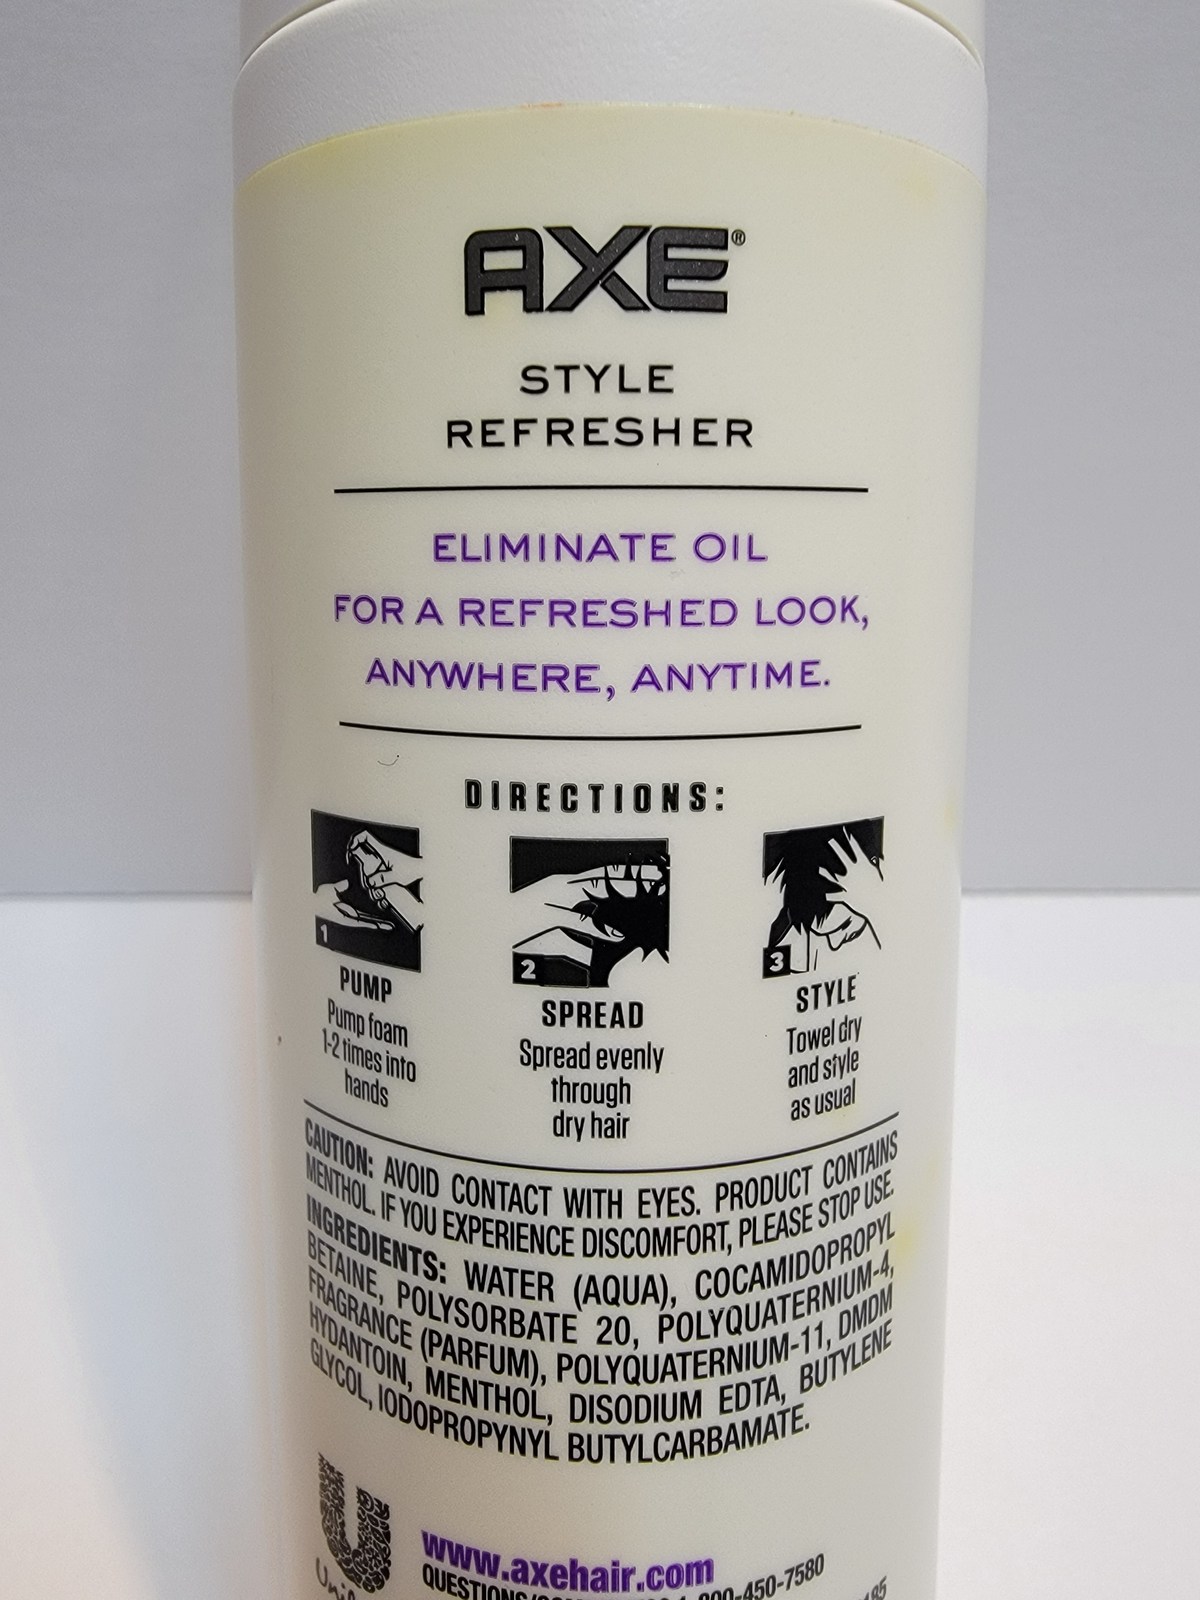 AXE®
STYLE
REFRESHER
ELIMINATE OIL
FOR A REFRESHED LOOK,
ANYWHERE, ANYTIME.
DIRECTIONS:
1
PUMP
Pump foam
1-2 times into
hands
2
SPREAD
Spread evenly
through
dry hair
3
STYLE
Towel dry
and style
as usual
CAUTION: AVOID CONTACT WITH EYES. PRODUCT CONTAINS
MENTHOL. IF YOU EXPERIENCE DISCOMFORT, PLEASE STOP USE.
INGREDIENTS: WATER (AQUA), COCAMIDOPROPYL
BETAINE, POLYSORBATE 20, POLYQUATERNIUM-4,
FRAGRANCE (PARFUM), POLYQUATERNIUM-11, DMDM
HYDANTOIN, MENTHOL, DISODIUM EDTA, BUTYLENE
GLYCOL, IODOPROPYNYL BUTYLCARBAMATE.
www.axehair.com
800-450-7580